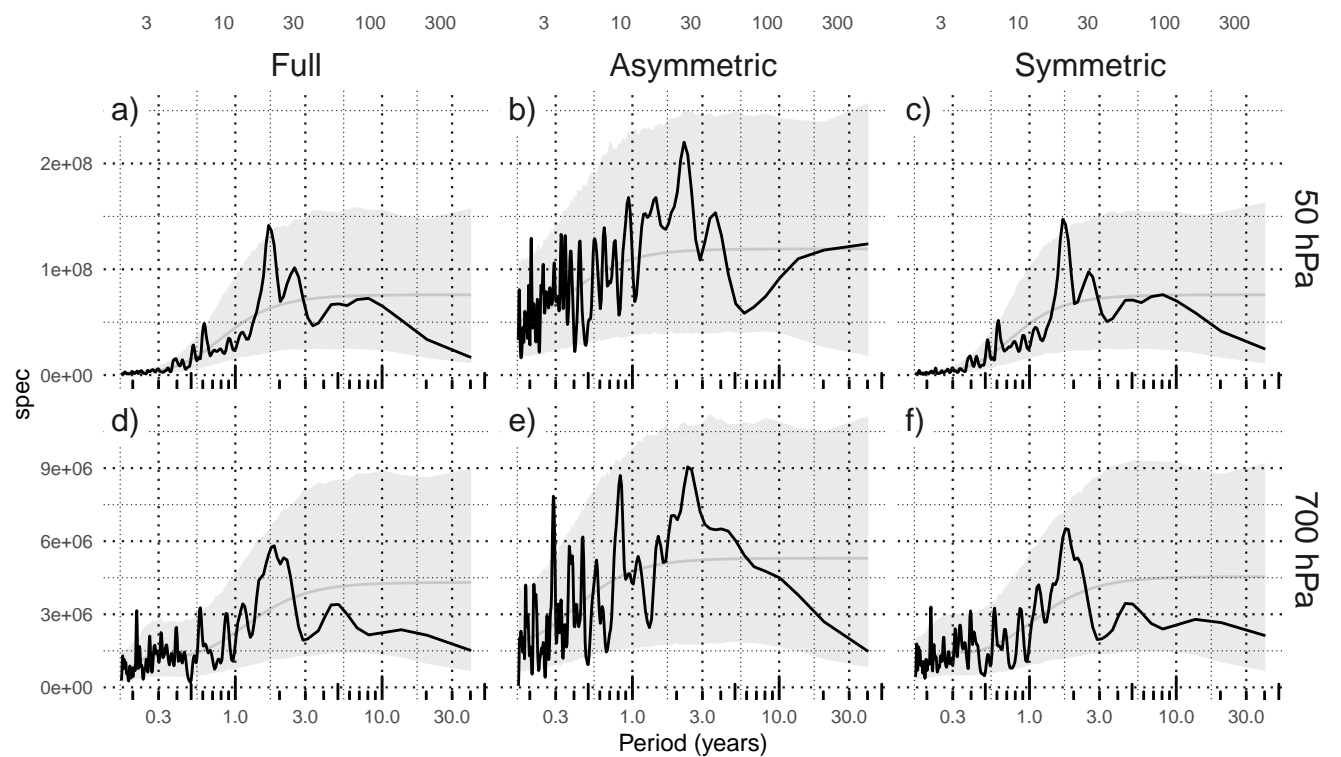 3 10 30 100 300 3 10 30 100 300 3 10 30 100 300
Full Asymmetric Symmetric
a) b) c)
2e+08
1e+08
0e+00
50 hPa
spec
d) e) f)
9e+06
6e+06
3e+06
0e+00
700 hPa
0.3 1.0 3.0 10.0 30.0 0.3 1.0 3.0 10.0 30.0 0.3 1.0 3.0 10.0 30.0
Period (years)